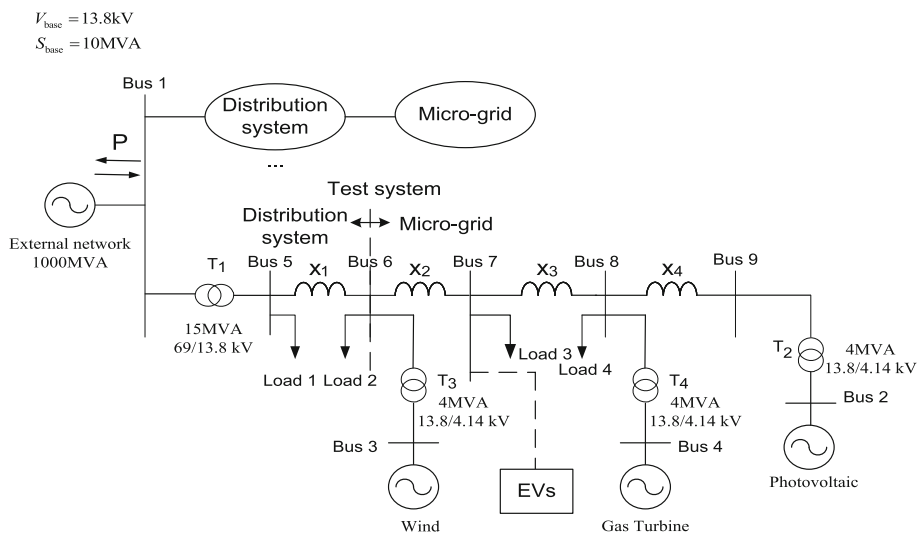 V_base = 13.8kV
S_base = 10MVA
Bus 1
Distribution
system
Micro-grid
...
P
Test system
Distribution
system
Micro-grid
External network
1000MVA
T1
Bus 5
X1
Bus 6
X2
Bus 7
X3
Bus 8
X4
Bus 9
15MVA
69/13.8 kV
Load 1
Load 2
Load 3
Load 4
T3
4MVA
13.8/4.14 kV
T4
4MVA
13.8/4.14 kV
T2
4MVA
13.8/4.14 kV
Bus 2
Bus 3
Bus 4
EVs
Wind
Gas Turbine
Photovoltaic